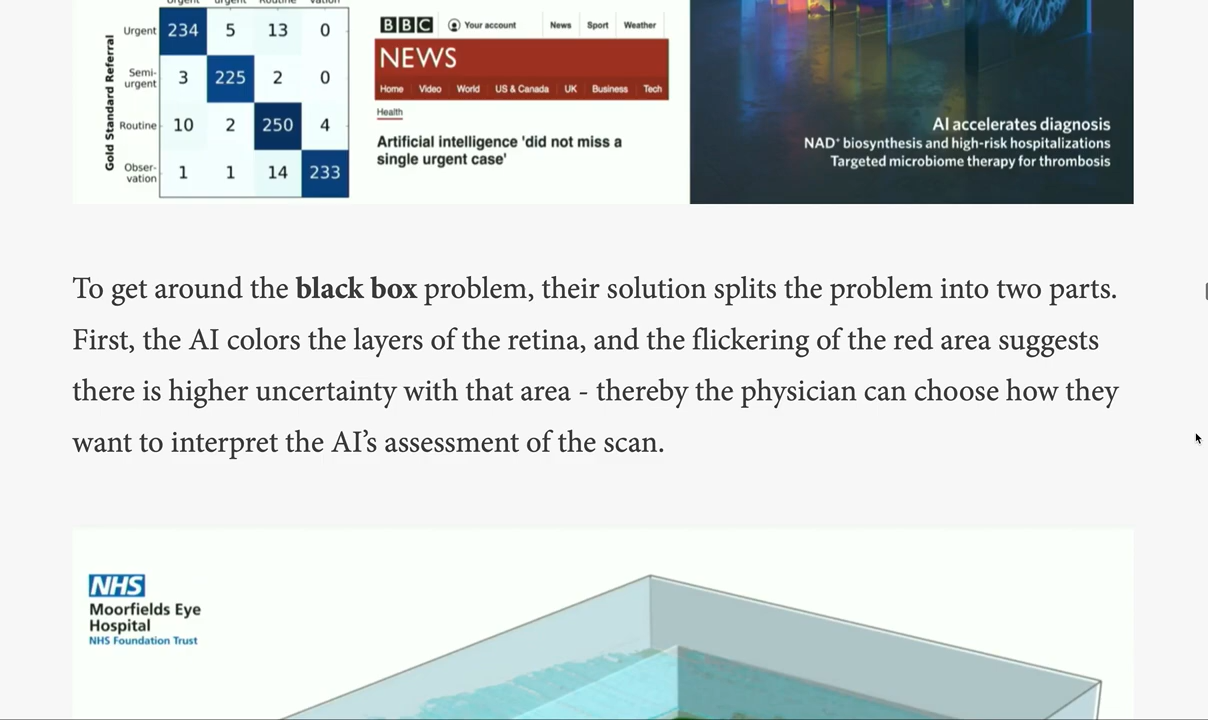 urgent
Routine
vation
Gold Standard Referral
Urgent
234 5 13 0
Semi-
urgent
3 225 2 0
Routine
10 2 250 4
Obser-
vation
1 1 14 233
BBC Your account News Sport Weather
NEWS
Home Video World US & Canada UK Business Tech
Health
Artificial intelligence 'did not miss a
single urgent case'
AI accelerates diagnosis
NAD+ biosynthesis and high-risk hospitalizations
Targeted microbiome therapy for thrombosis
To get around the black box problem, their solution splits the problem into two parts.
First, the AI colors the layers of the retina, and the flickering of the red area suggests
there is higher uncertainty with that area - thereby the physician can choose how they
want to interpret the AI’s assessment of the scan.
NHS
Moorfields Eye
Hospital
NHS Foundation Trust